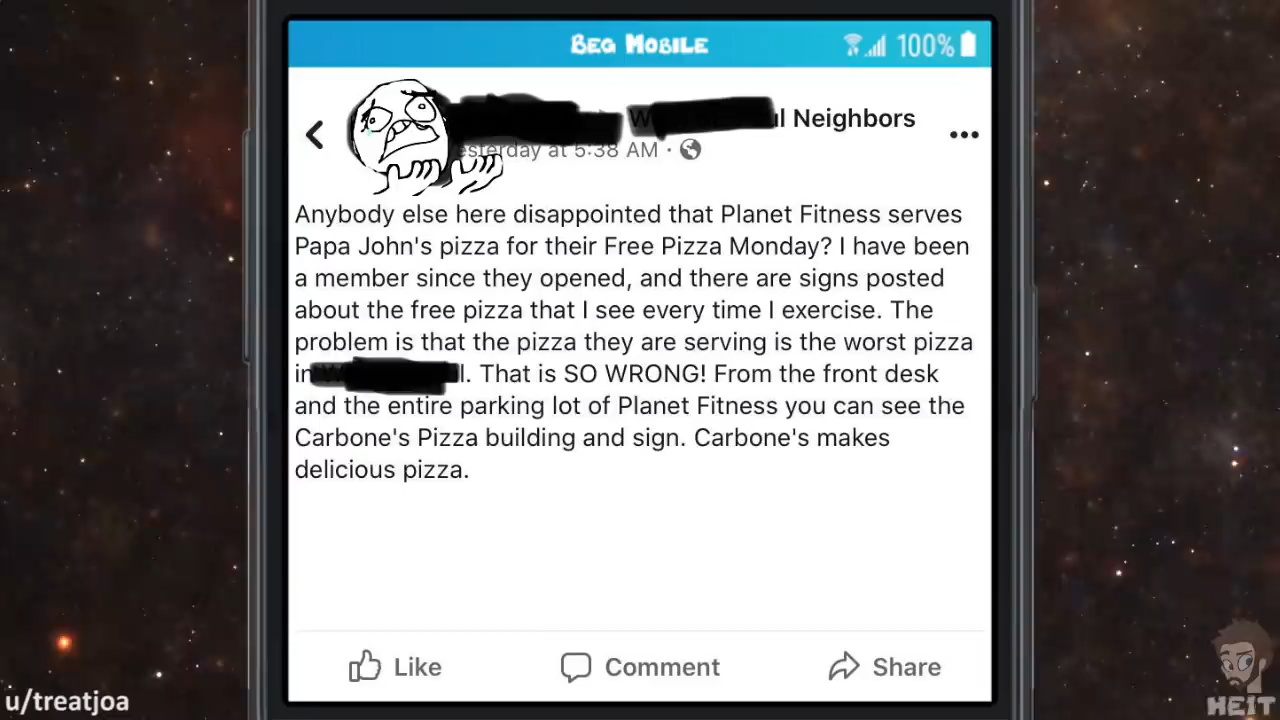 BEG MOBILE
100%
Neighbors
esterday at 5:38 AM ·
Anybody else here disappointed that Planet Fitness serves
Papa John's pizza for their Free Pizza Monday? I have been
a member since they opened, and there are signs posted
about the free pizza that I see every time I exercise. The
problem is that the pizza they are serving is the worst pizza
in l. That is SO WRONG! From the front desk
and the entire parking lot of Planet Fitness you can see the
Carbone's Pizza building and sign. Carbone's makes
delicious pizza.
Like Comment Share
u/treatjoa
HEIT